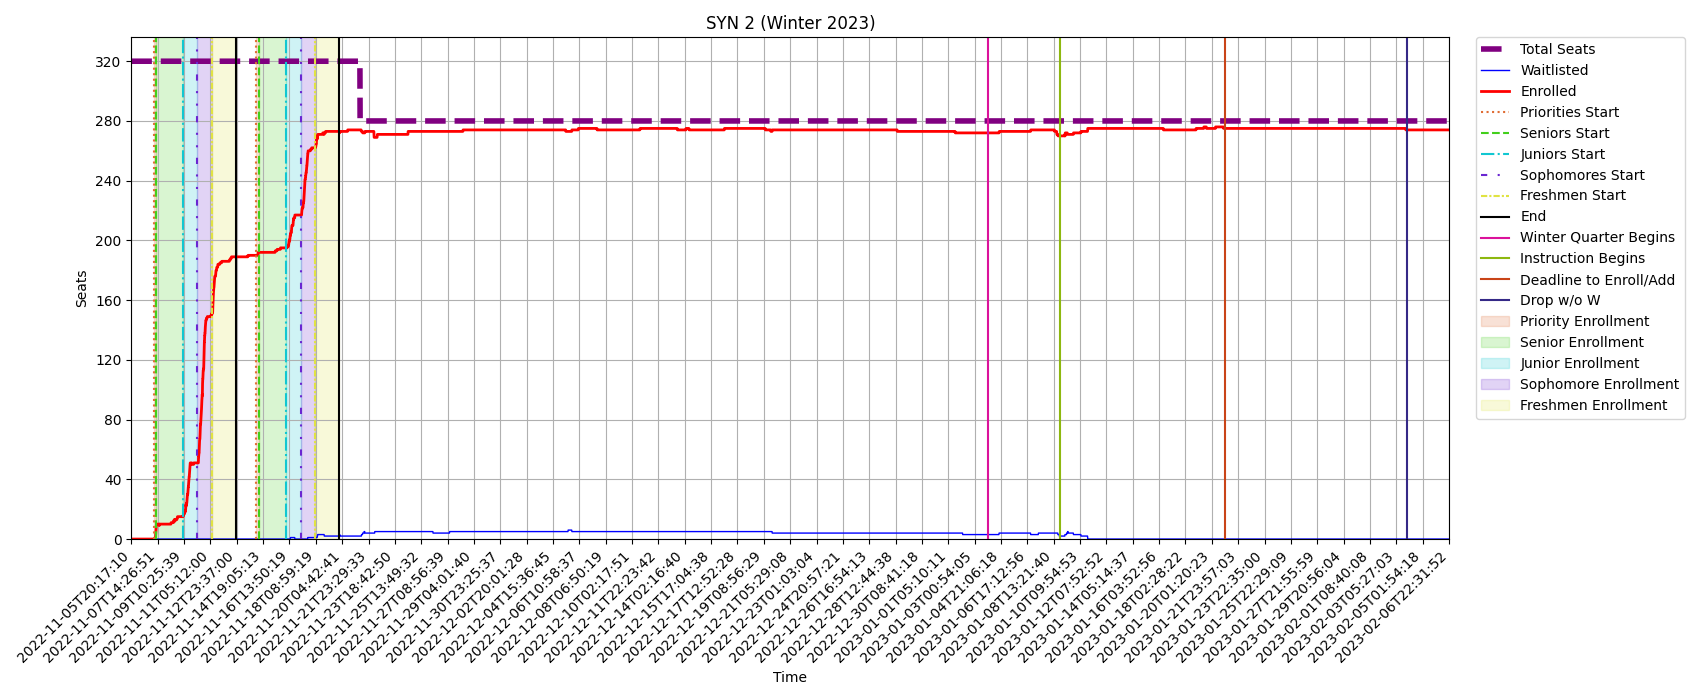 SYN 2 (Winter 2023)
Seats
320
280
240
200
160
120
80
40
0
2022-11-05T20:17:10
2022-11-07T14:26:51
2022-11-09T10:25:39
2022-11-11T05:12:00
2022-11-12T23:37:00
2022-11-14T19:05:13
2022-11-16T13:50:19
2022-11-18T08:59:19
2022-11-20T04:42:41
2022-11-21T23:29:33
2022-11-23T18:42:50
2022-11-25T13:49:32
2022-11-27T08:56:39
2022-11-29T04:01:40
2022-11-30T23:25:37
2022-12-02T20:01:28
2022-12-04T15:36:45
2022-12-06T10:58:37
2022-12-08T06:50:19
2022-12-10T02:17:51
2022-12-11T22:23:42
2022-12-14T02:16:40
2022-12-15T17:04:38
2022-12-17T12:52:28
2022-12-19T08:56:29
2022-12-21T05:29:08
2022-12-23T01:03:04
2022-12-24T20:57:21
2022-12-26T16:54:13
2022-12-28T12:44:38
2022-12-30T08:41:18
2023-01-01T05:10:11
2023-01-03T00:54:05
2023-01-04T21:06:18
2023-01-06T17:12:56
2023-01-08T13:21:40
2023-01-10T09:54:53
2023-01-12T07:52:52
2023-01-14T05:14:37
2023-01-16T03:52:56
2023-01-18T02:28:22
2023-01-20T01:20:23
2023-01-21T23:57:03
2023-01-23T22:35:00
2023-01-25T22:29:09
2023-01-27T21:55:59
2023-01-29T20:56:04
2023-02-01T08:40:08
2023-02-03T05:27:03
2023-02-05T01:54:18
2023-02-06T22:31:52
Time
Total Seats
Waitlisted
Enrolled
Priorities Start
Seniors Start
Juniors Start
Sophomores Start
Freshmen Start
End
Winter Quarter Begins
Instruction Begins
Deadline to Enroll/Add
Drop w/o W
Priority Enrollment
Senior Enrollment
Junior Enrollment
Sophomore Enrollment
Freshmen Enrollment